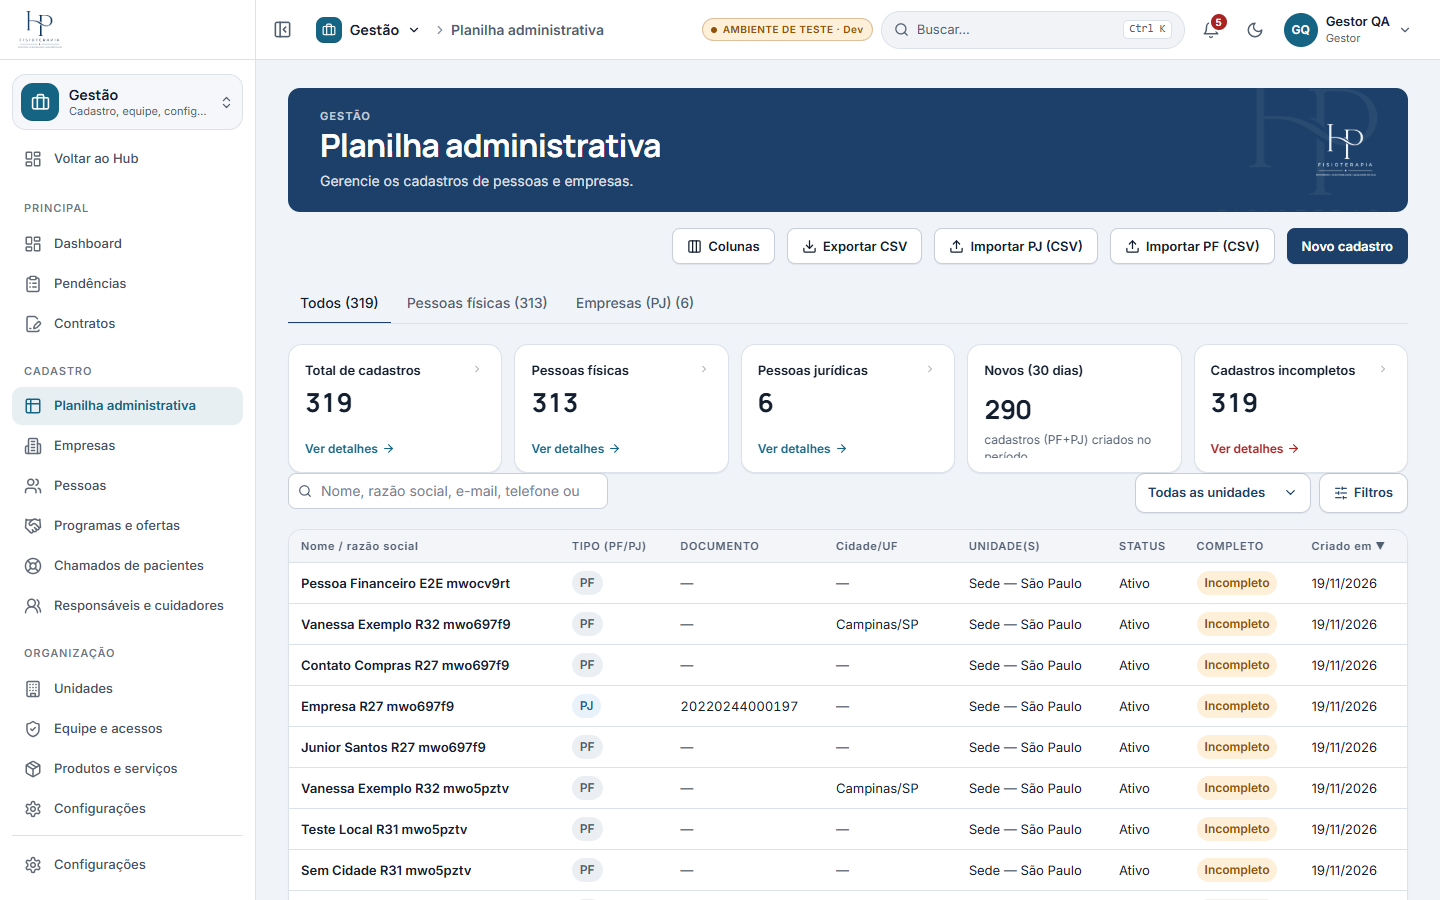 HP
FISIOTERAPIA
Gestão
Planilha administrativa
AMBIENTE DE TESTE · Dev
Buscar...
Ctrl K
5
GQ
Gestor QA
Gestor
Gestão
Cadastro, equipe, config...
Voltar ao Hub
PRINCIPAL
Dashboard
Pendências
Contratos
CADASTRO
Planilha administrativa
Empresas
Pessoas
Programas e ofertas
Chamados de pacientes
Responsáveis e cuidadores
ORGANIZAÇÃO
Unidades
Equipe e acessos
Produtos e serviços
Configurações
Configurações
GESTÃO
Planilha administrativa
Gerencie os cadastros de pessoas e empresas.
HP
FISIOTERAPIA
Colunas
Exportar CSV
Importar PJ (CSV)
Importar PF (CSV)
Novo cadastro
Todos (319)
Pessoas físicas (313)
Empresas (PJ) (6)
Total de cadastros
319
Ver detalhes →
Pessoas físicas
313
Ver detalhes →
Pessoas jurídicas
6
Ver detalhes →
Novos (30 dias)
290
cadastros (PF+PJ) criados no
período
Cadastros incompletos
319
Ver detalhes →
Nome, razão social, e-mail, telefone ou
Todas as unidades
Filtros
Nome / razão social TIPO (PF/PJ) DOCUMENTO Cidade/UF UNIDADE(S) STATUS COMPLETO Criado em ▼
Pessoa Financeiro E2E mwocv9rt PF — — Sede — São Paulo Ativo Incompleto 19/11/2026
Vanessa Exemplo R32 mwo697f9 PF — Campinas/SP Sede — São Paulo Ativo Incompleto 19/11/2026
Contato Compras R27 mwo697f9 PF — — Sede — São Paulo Ativo Incompleto 19/11/2026
Empresa R27 mwo697f9 PJ 20220244000197 — Sede — São Paulo Ativo Incompleto 19/11/2026
Junior Santos R27 mwo697f9 PF — — Sede — São Paulo Ativo Incompleto 19/11/2026
Vanessa Exemplo R32 mwo5pztv PF — Campinas/SP Sede — São Paulo Ativo Incompleto 19/11/2026
Teste Local R31 mwo5pztv PF — — Sede — São Paulo Ativo Incompleto 19/11/2026
Sem Cidade R31 mwo5pztv PF — — Sede — São Paulo Ativo Incompleto 19/11/2026